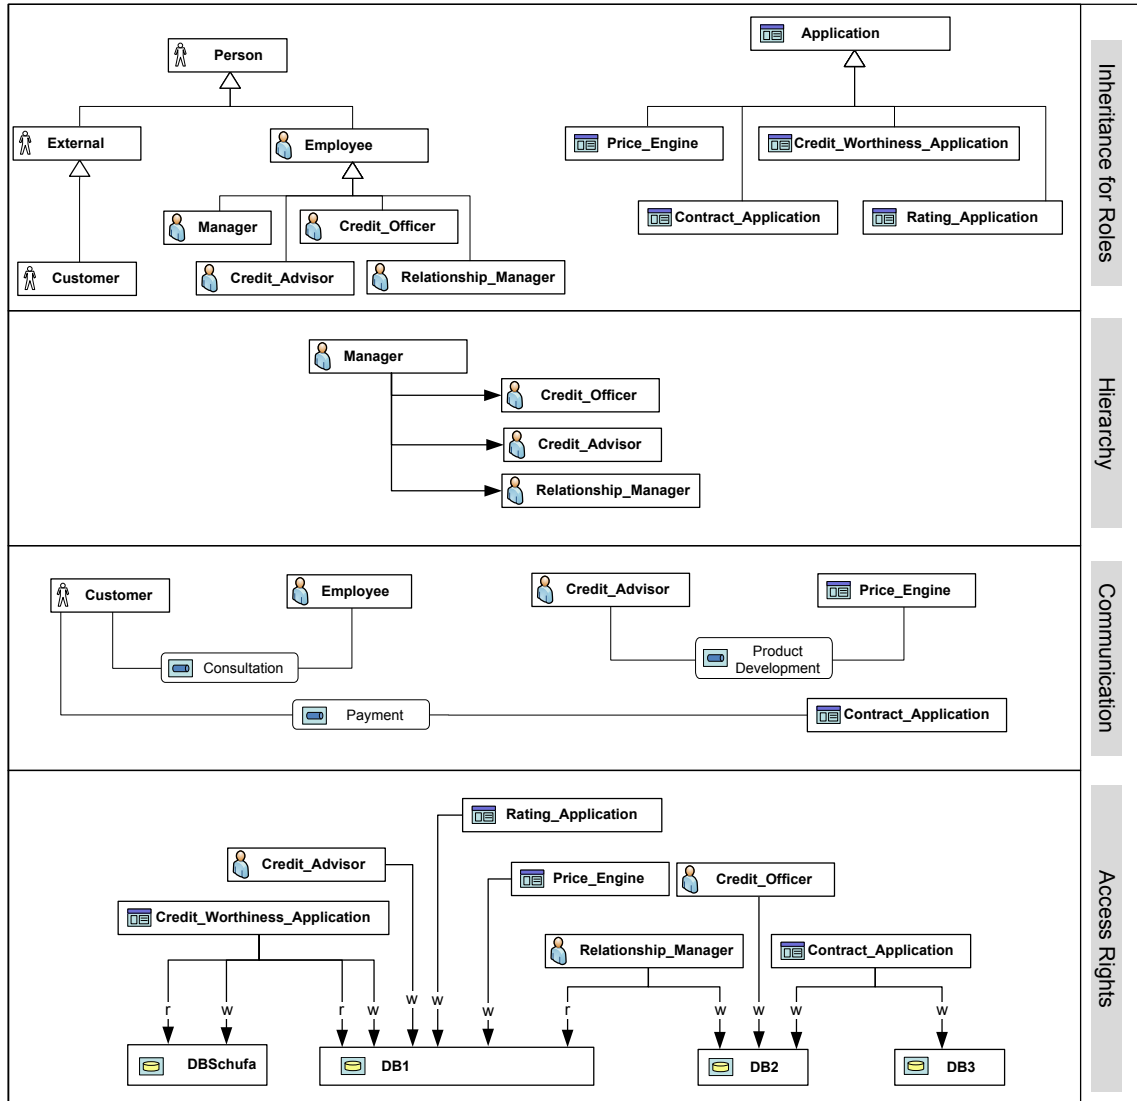 Person
Application
External
Employee
Price_Engine
Credit_Worthiness_Application
Manager
Credit_Officer
Contract_Application
Rating_Application
Customer
Credit_Advisor
Relationship_Manager
Inheritance for Roles
Manager
Credit_Officer
Credit_Advisor
Relationship_Manager
Hierarchy
Customer
Employee
Credit_Advisor
Price_Engine
Consultation
Product
Development
Payment
Contract_Application
Communication
Rating_Application
Credit_Advisor
Price_Engine
Credit_Officer
Credit_Worthiness_Application
Relationship_Manager
Contract_Application
r
w
r
w
w
w
w
r
w
w
w
w
DBSchufa
DB1
DB2
DB3
Access Rights